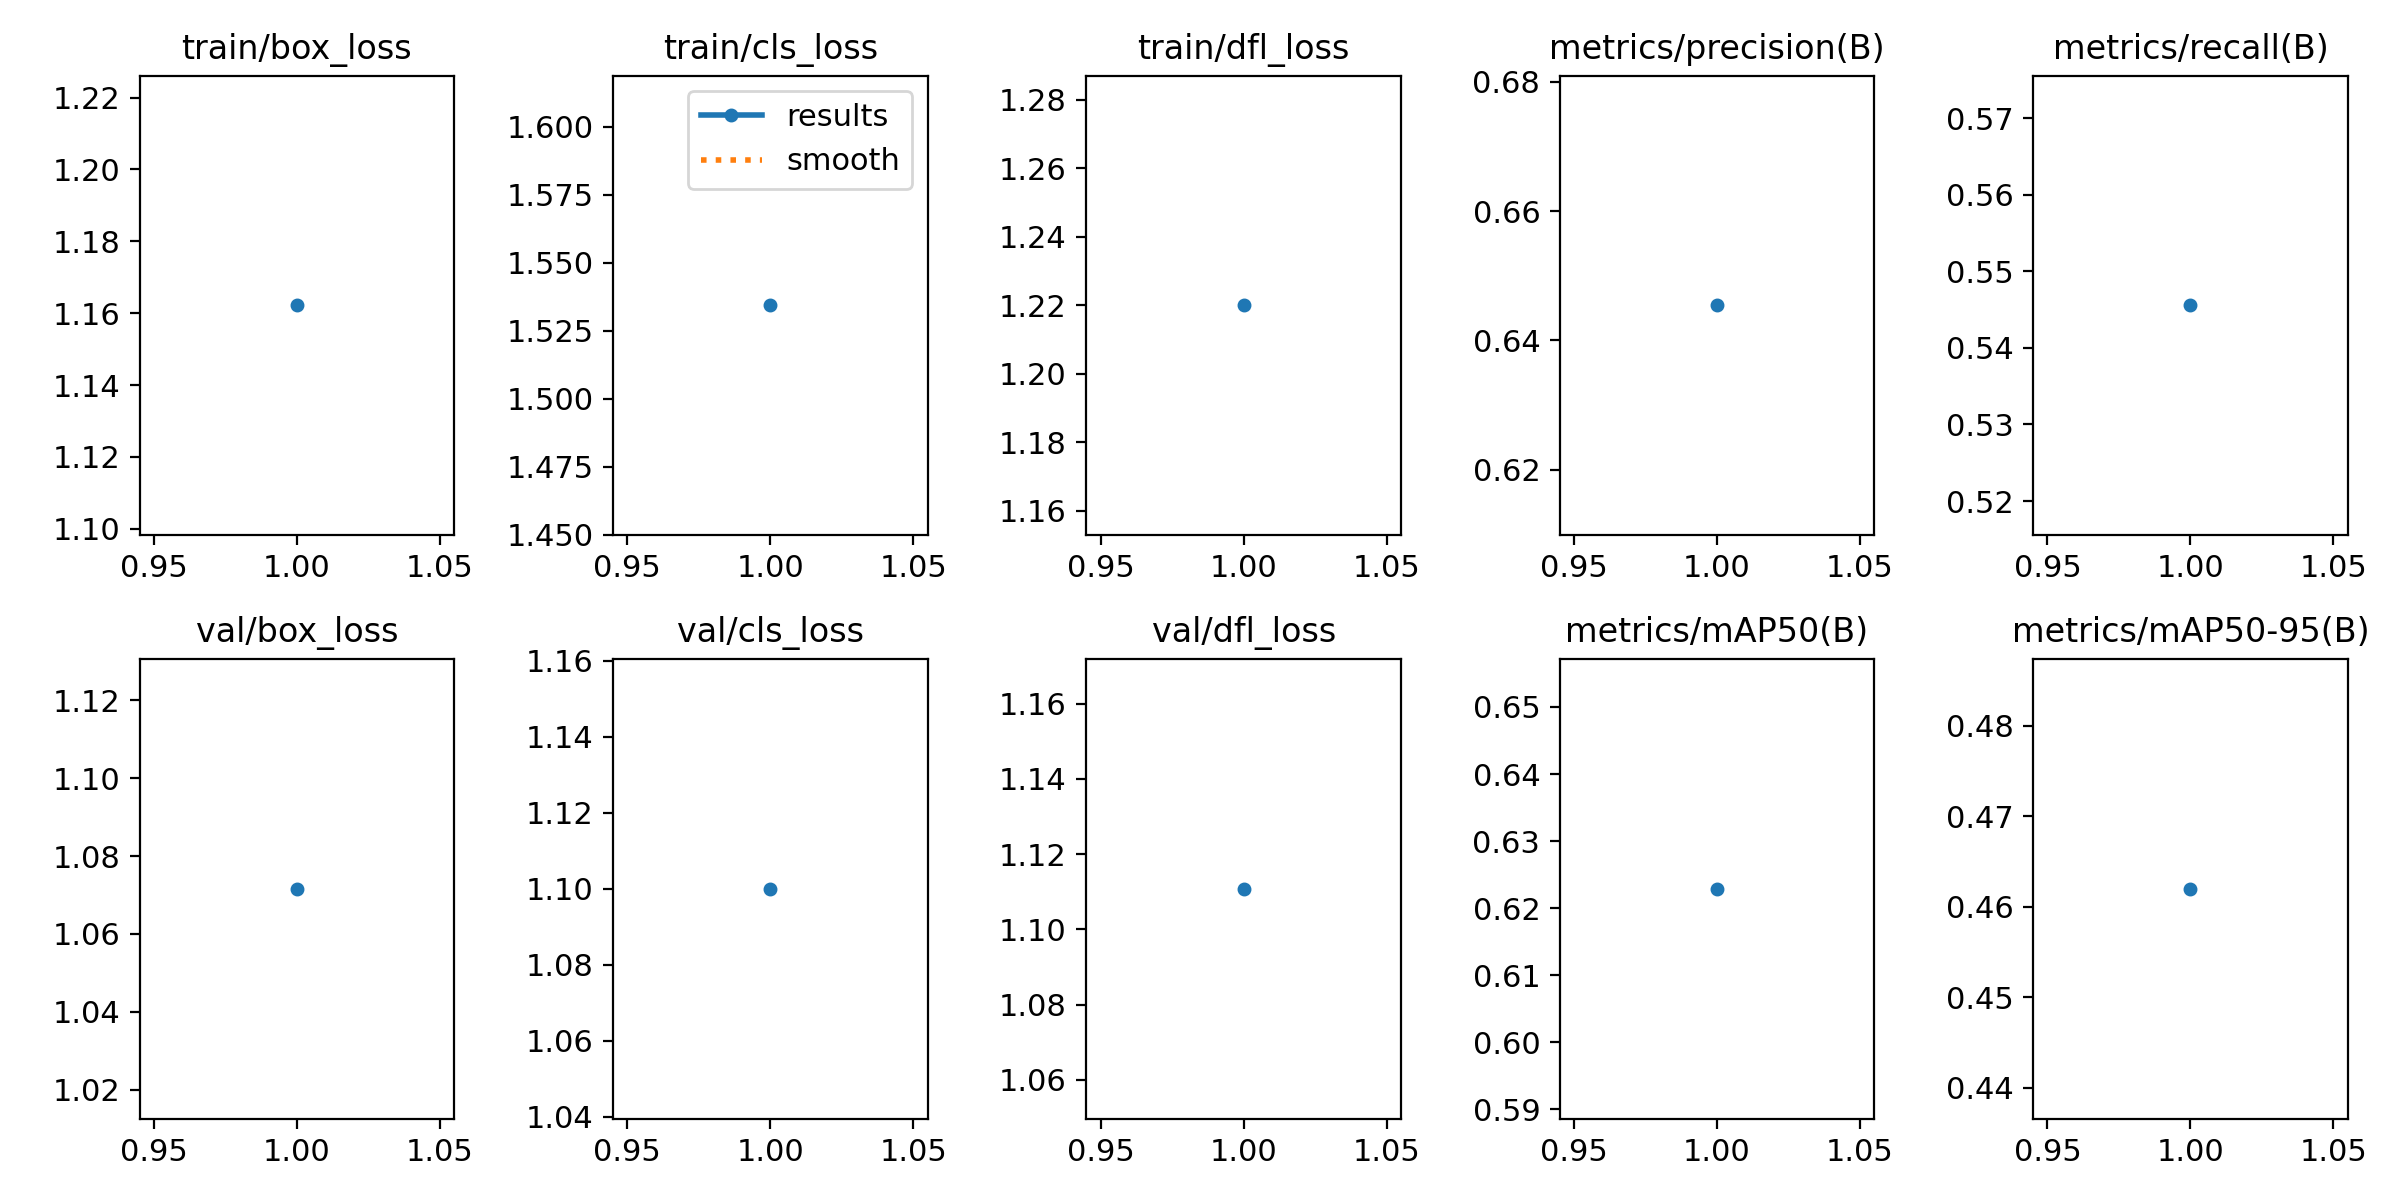 train/box_loss
1.22
1.20
1.18
1.16
1.14
1.12
1.10
0.95 1.00 1.05
train/cls_loss
results
smooth
1.600
1.575
1.550
1.525
1.500
1.475
1.450
0.95 1.00 1.05
train/dfl_loss
1.28
1.26
1.24
1.22
1.20
1.18
1.16
0.95 1.00 1.05
metrics/precision(B)
0.68
0.66
0.64
0.62
0.95 1.00 1.05
metrics/recall(B)
0.57
0.56
0.55
0.54
0.53
0.52
0.95 1.00 1.05
val/box_loss
1.12
1.10
1.08
1.06
1.04
1.02
0.95 1.00 1.05
val/cls_loss
1.16
1.14
1.12
1.10
1.08
1.06
1.04
0.95 1.00 1.05
val/dfl_loss
1.16
1.14
1.12
1.10
1.08
1.06
0.95 1.00 1.05
metrics/mAP50(B)
0.65
0.64
0.63
0.62
0.61
0.60
0.59
0.95 1.00 1.05
metrics/mAP50-95(B)
0.48
0.47
0.46
0.45
0.44
0.95 1.00 1.05